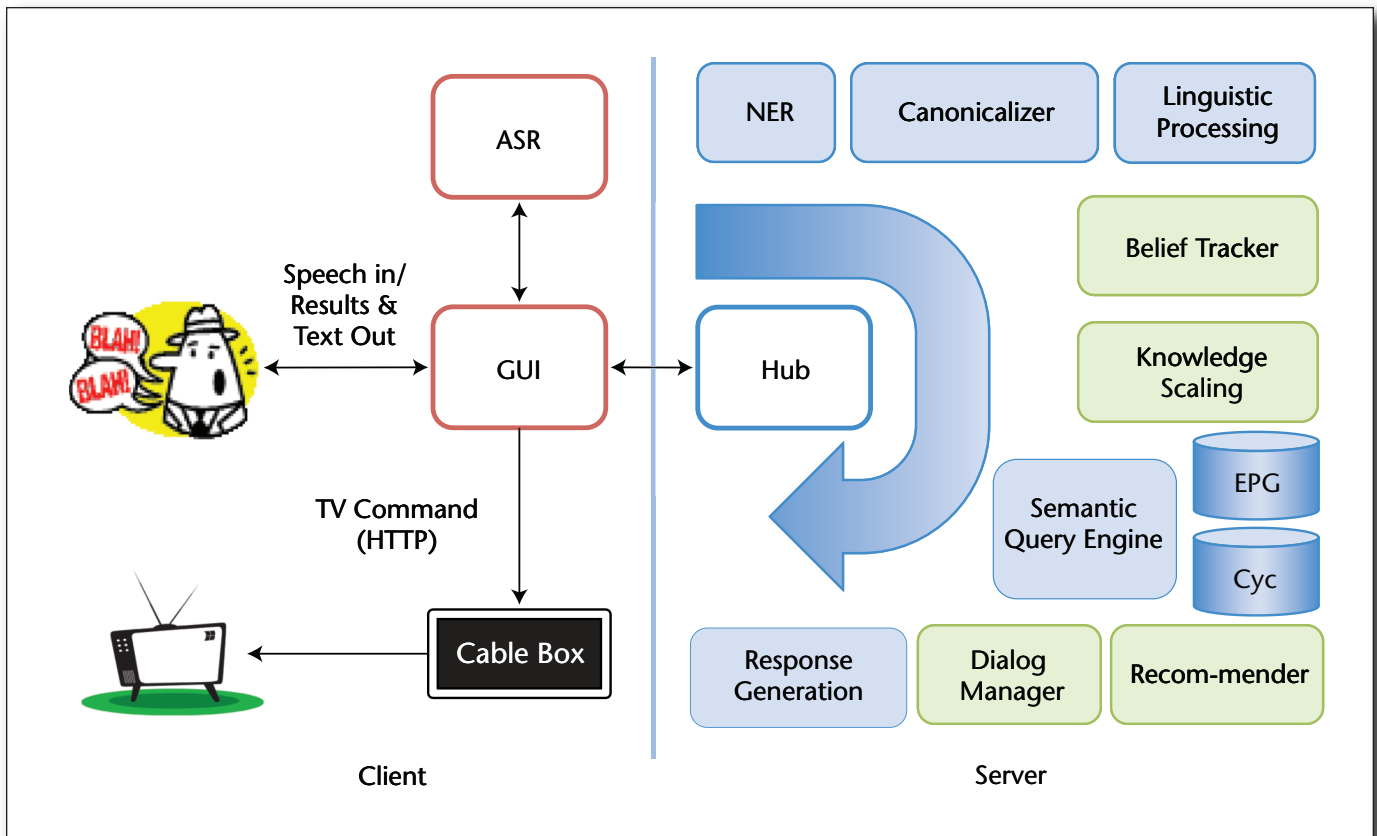 ASR
Speech in/
Results &
Text Out
BLAH!
BLAH!
GUI
TV Command
(HTTP)
Cable Box
Client
NER
Canonicalizer
Linguistic
Processing
Belief Tracker
Hub
Knowledge
Scaling
Semantic
Query Engine
EPG
Cyc
Response
Generation
Dialog
Manager
Recom-mender
Server